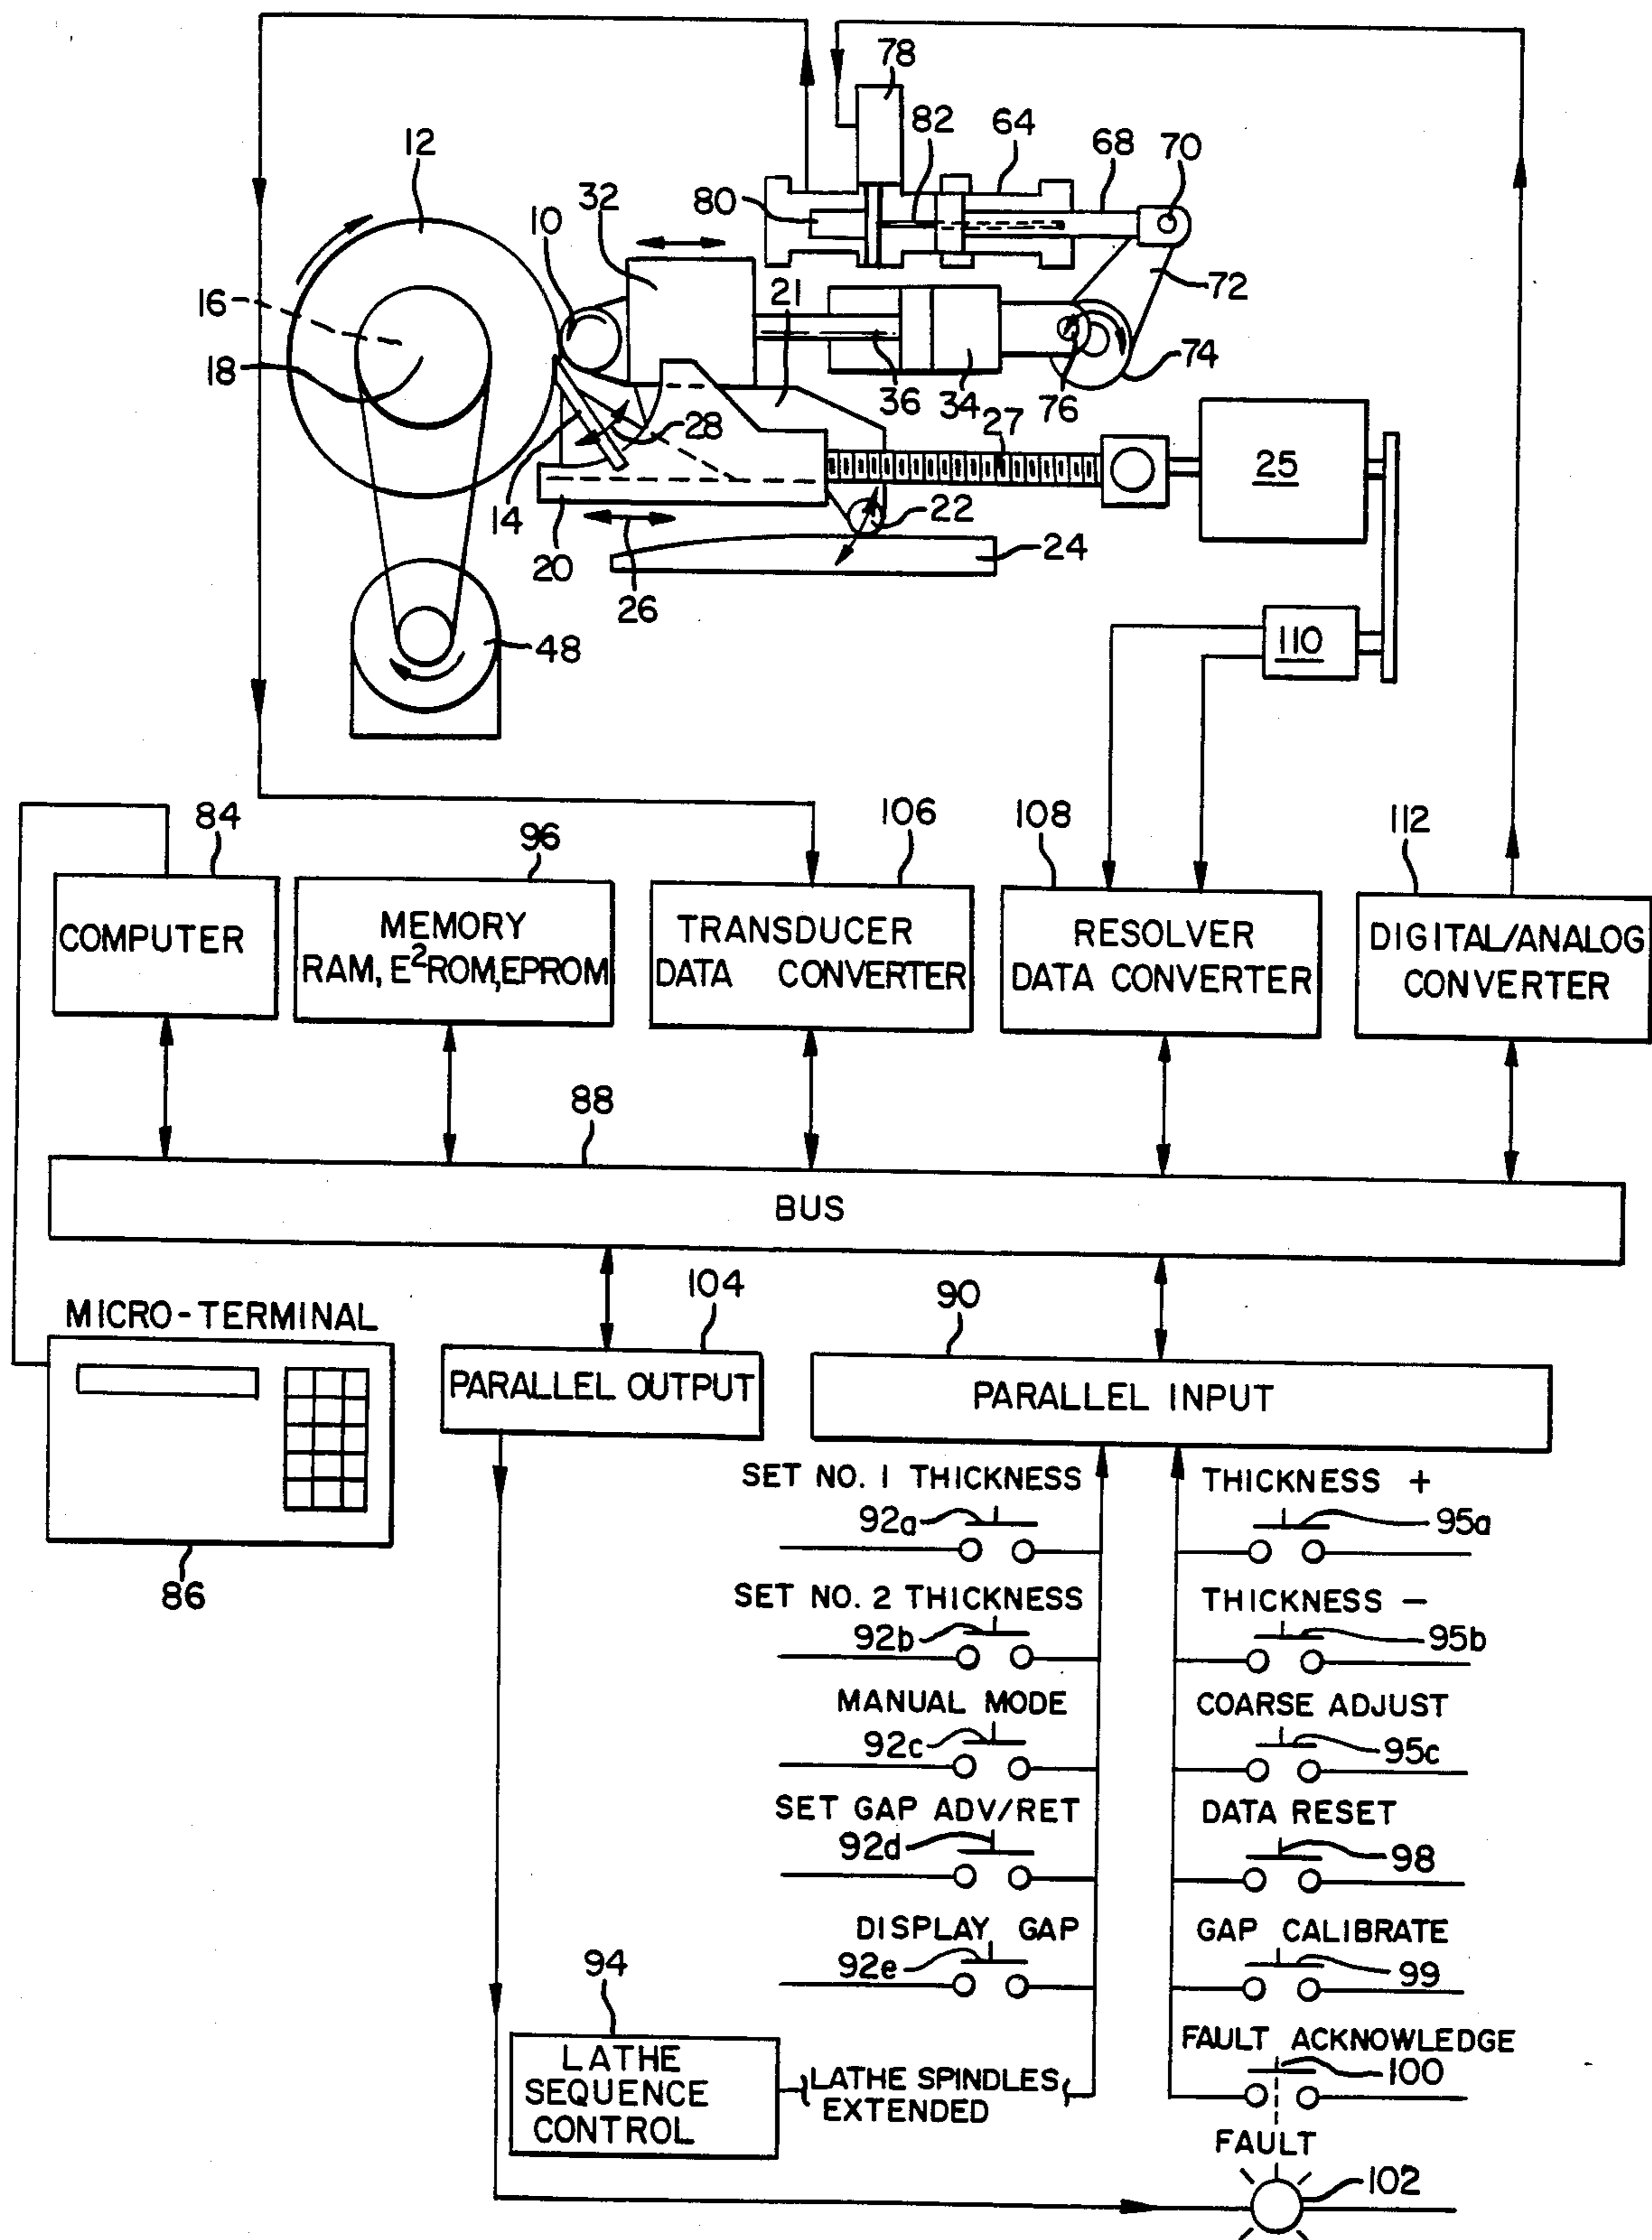 78
82
64
68
70
12
32
10
80
72
16
21
18
36
34
76
74
27
28
25
14
22
20
26
24
48
110
84
96
106
108
112
COMPUTER
MEMORY
RAM, E²ROM, EPROM
TRANSDUCER
DATA CONVERTER
RESOLVER
DATA CONVERTER
DIGITAL/ANALOG
CONVERTER
88
BUS
104
90
MICRO-TERMINAL
PARALLEL OUTPUT
PARALLEL INPUT
86
SET NO. 1 THICKNESS
92a
THICKNESS +
95a
SET NO. 2 THICKNESS
92b
THICKNESS −
95b
MANUAL MODE
92c
COARSE ADJUST
95c
SET GAP ADV/RET
92d
DATA RESET
98
DISPLAY GAP
92e
GAP CALIBRATE
99
94
LATHE
SEQUENCE
CONTROL
LATHE SPINDLES
EXTENDED
FAULT ACKNOWLEDGE
100
FAULT
102